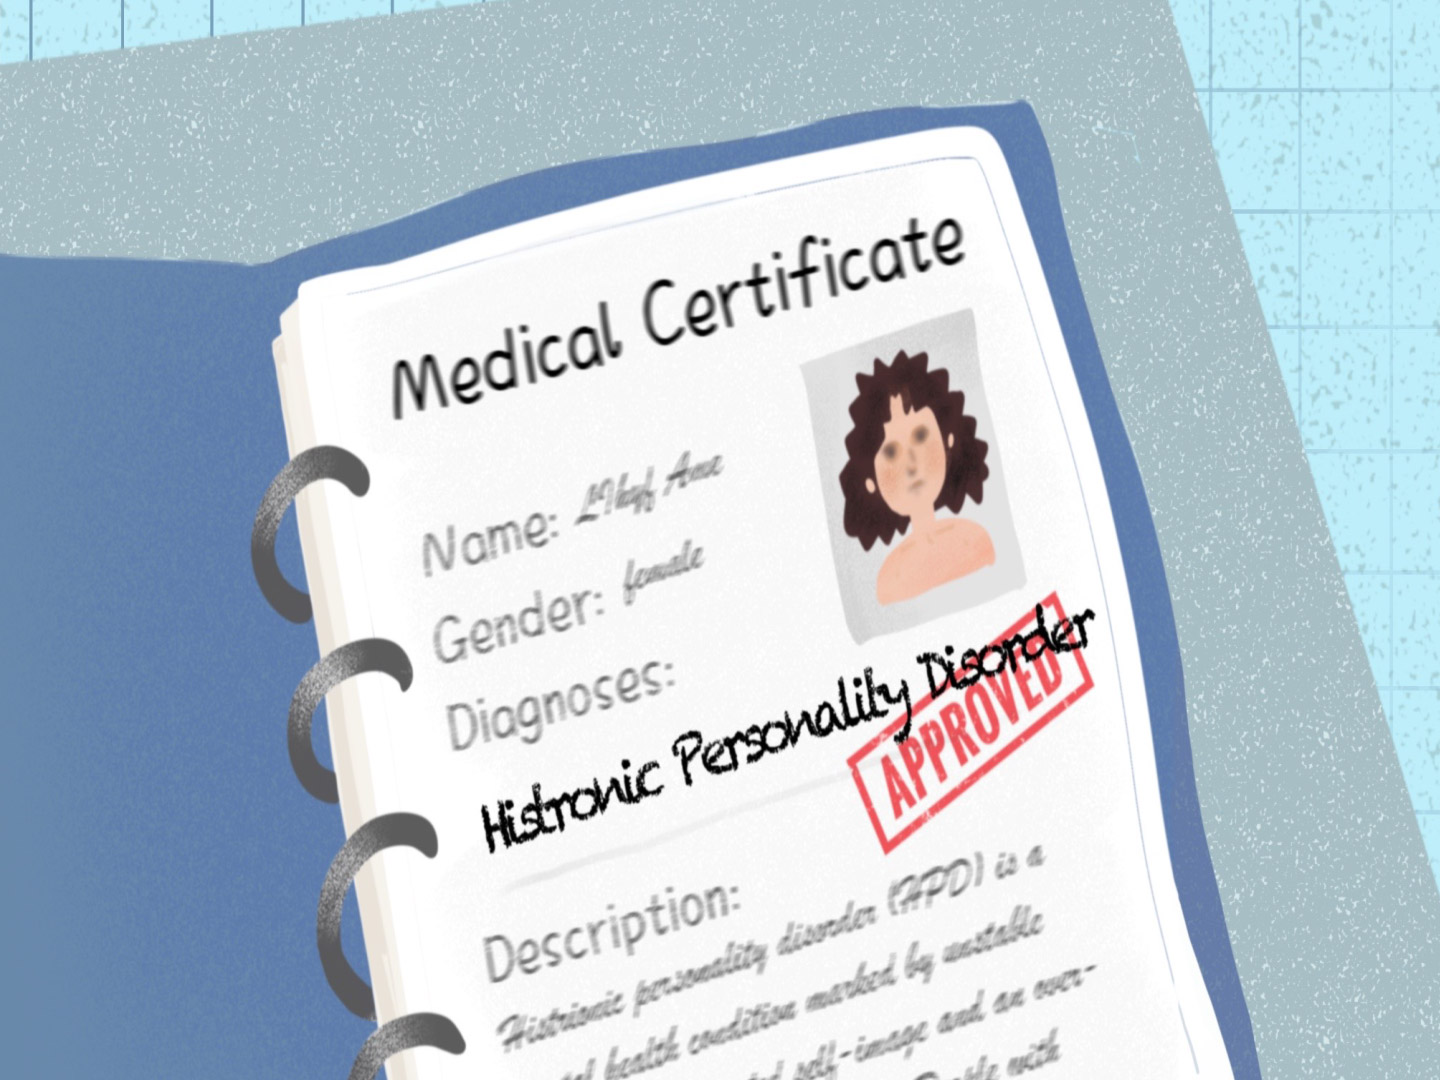 Medical Certificate
Name:
Gender: female
Diagnoses:
Histronic Personality Disorder
APPROVED
Description:
Histrionic personality disorder (HPD) is a
health condition marked by unstable
self-image and an over-
with